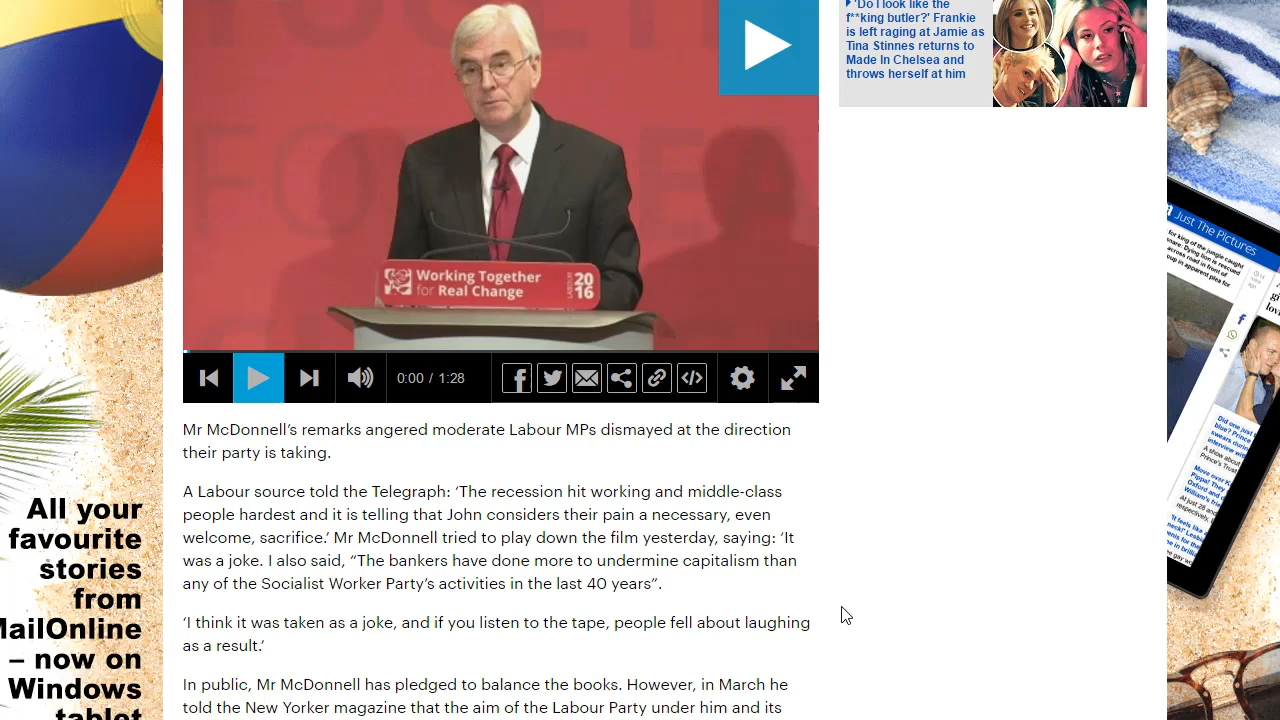 'Do I look like the
f**king butler?' Frankie
is left raging at Jamie as
Tina Stinnes returns to
Made In Chelsea and
throws herself at him
Working Together
for Real Change
LABOUR
20
16
0:00 / 1:28
Mr McDonnell's remarks angered moderate Labour MPs dismayed at the direction
their party is taking.
A Labour source told the Telegraph: 'The recession hit working and middle-class
people hardest and it is telling that John considers their pain a necessary, even
welcome, sacrifice.' Mr McDonnell tried to play down the film yesterday, saying: 'It
was a joke. I also said, "The bankers have done more to undermine capitalism than
any of the Socialist Worker Party's activities in the last 40 years".
'I think it was taken as a joke, and if you listen to the tape, people fell about laughing
as a result.'
In public, Mr McDonnell has pledged to balance the books. However, in March he
told the New Yorker magazine that the aim of the Labour Party under him and its
All your
favourite
stories
from
MailOnline
– now on
Windows
tablet
Just The Pictures